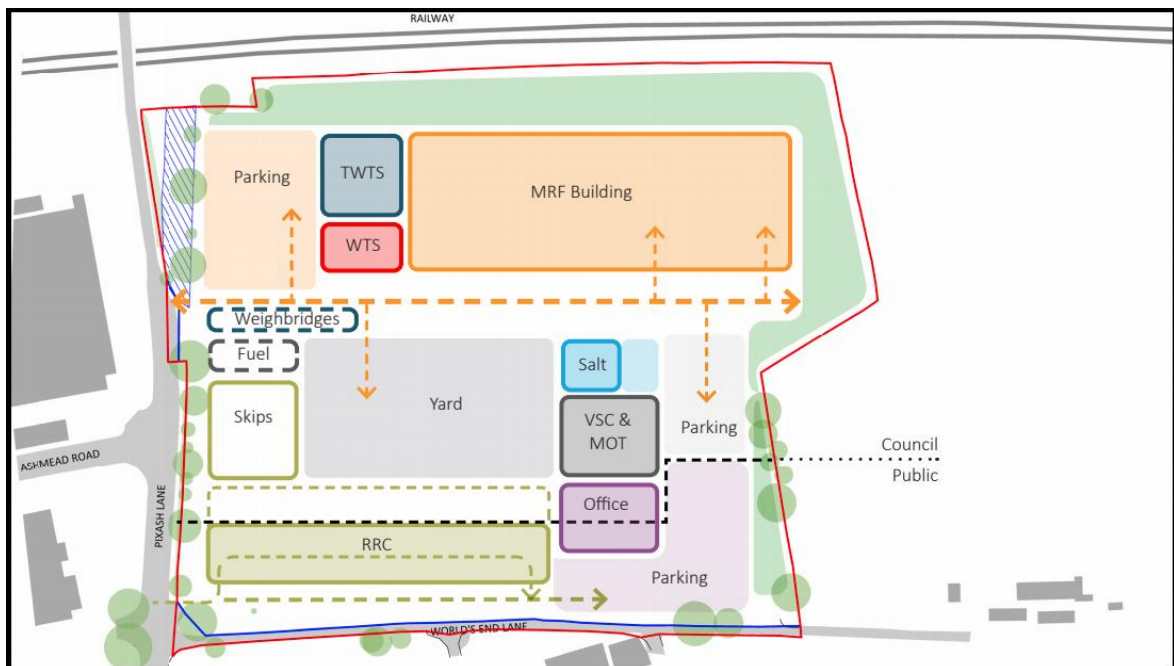 RAILWAY
Parking
TWTS
MRF Building
WTS
Weighbridges
Fuel
Salt
Skips
Yard
VSC &
MOT
Parking
Council
Public
ASHMEAD ROAD
PIXASH LANE
Office
RRC
Parking
WORLD'S END LANE